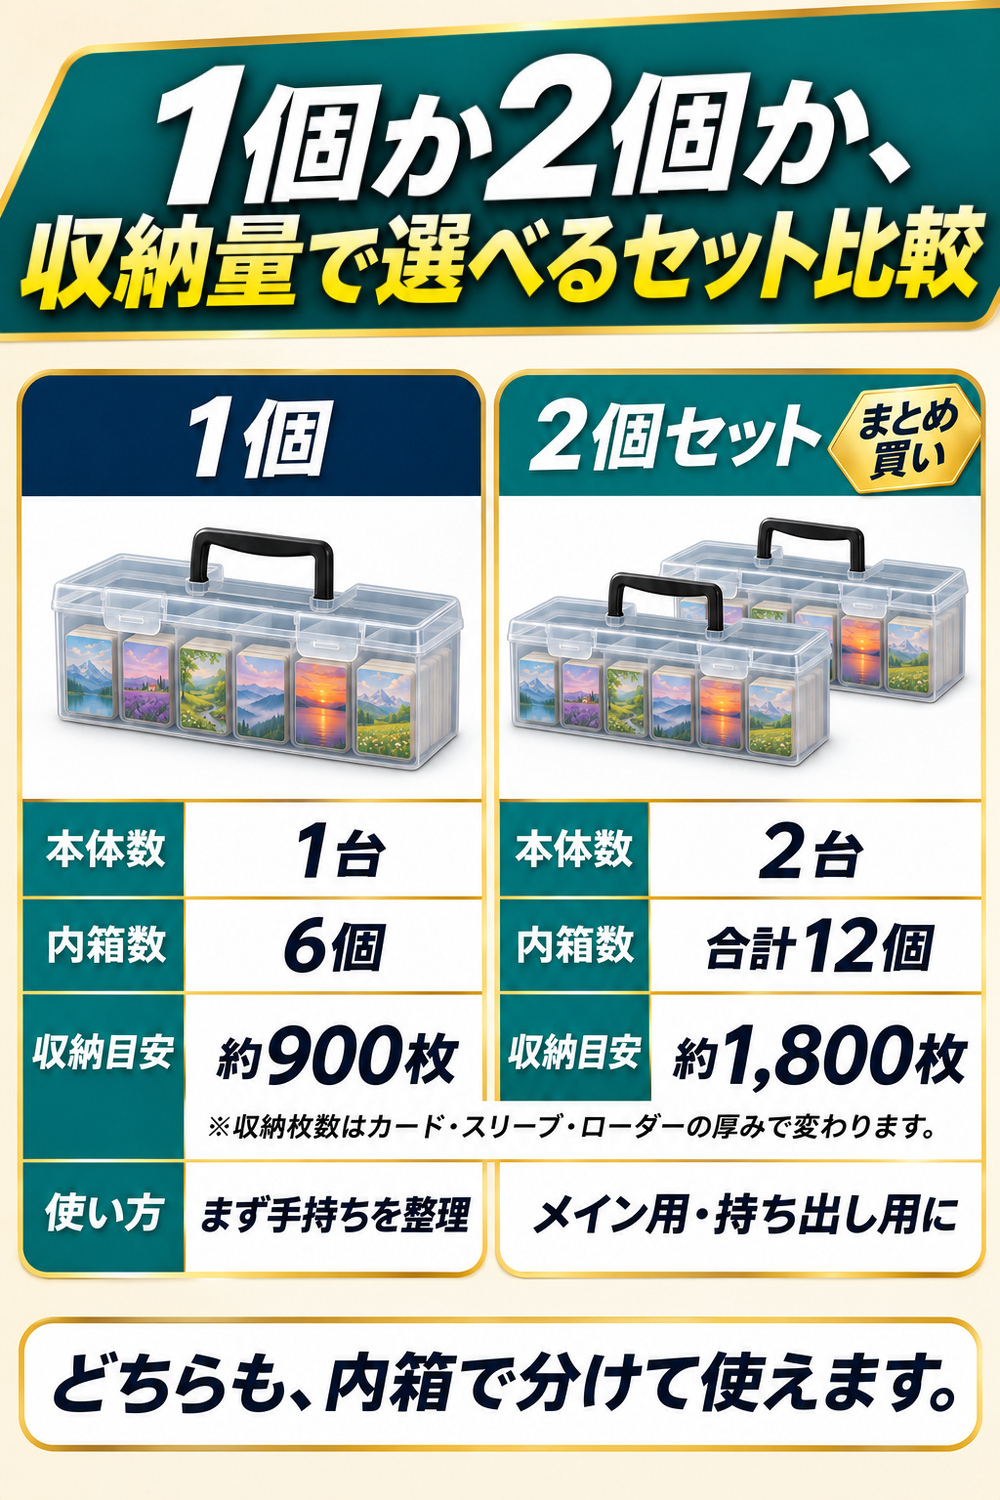 1個か2個か、
収納量で選べるセット比較
1個
2個セット
まとめ
買い
本体数
1台
本体数
2台
内箱数
6個
内箱数
合計12個
収納目安
約900枚
収納目安
約1,800枚
※収納枚数はカード・スリーブ・ローダーの厚みで変わります。
使い方
まず手持ちを整理
メイン用・持ち出し用に
どちらも、内箱で分けて使えます。